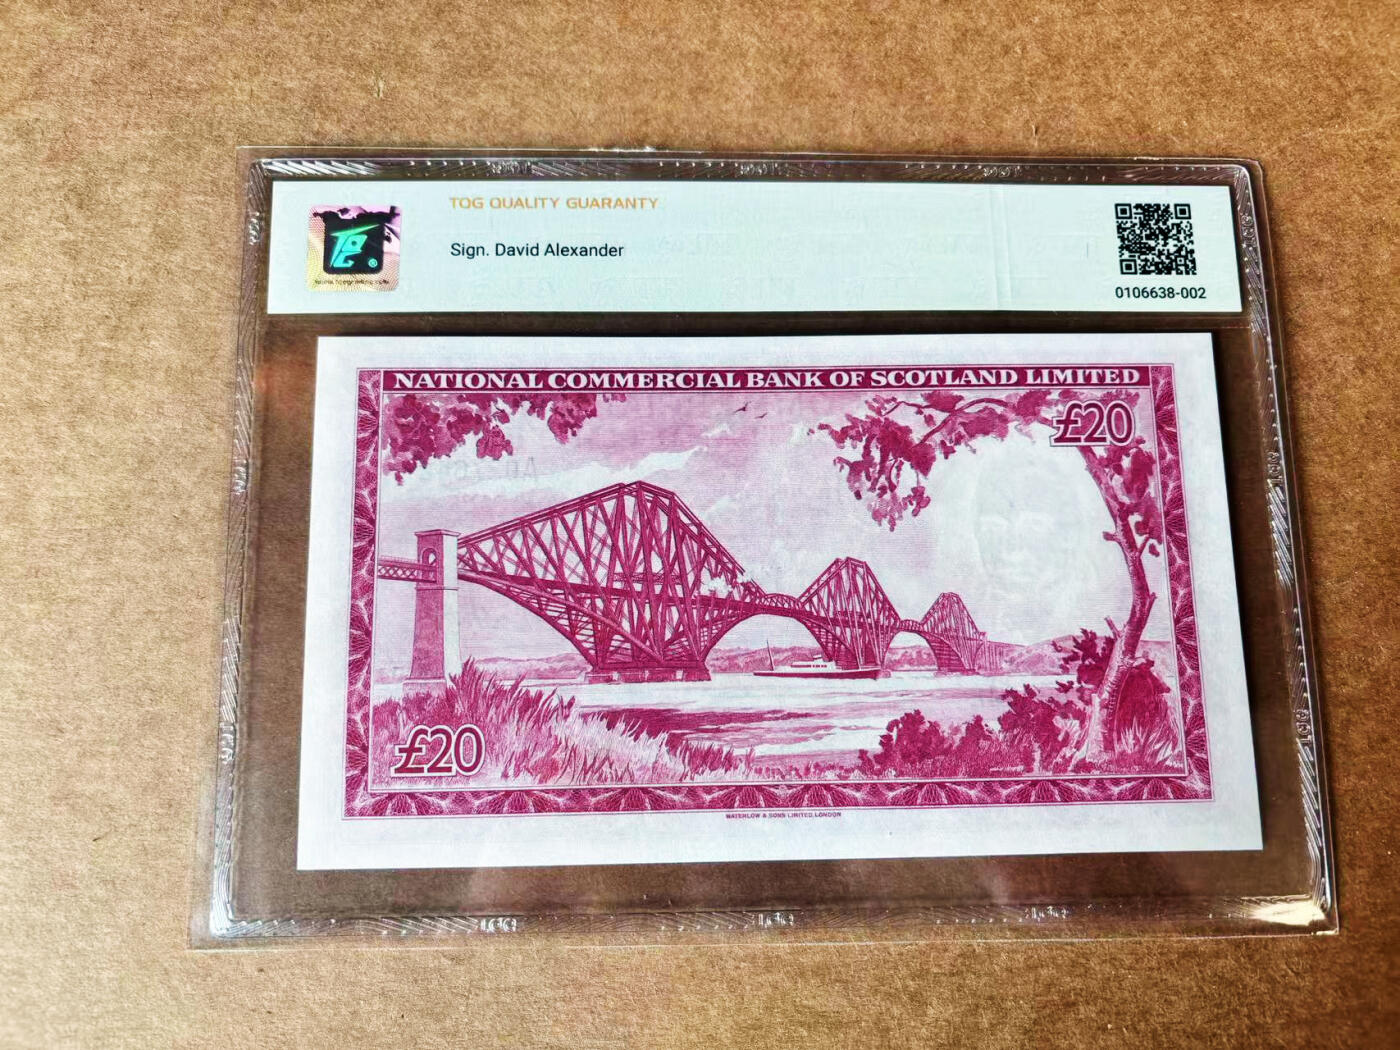 TQG QUALITY GUARANTY
Sign. David Alexander
0106638-002
NATIONAL COMMERCIAL BANK OF SCOTLAND LIMITED
£20
£20
WATERLOW & SONS LIMITED, LONDON